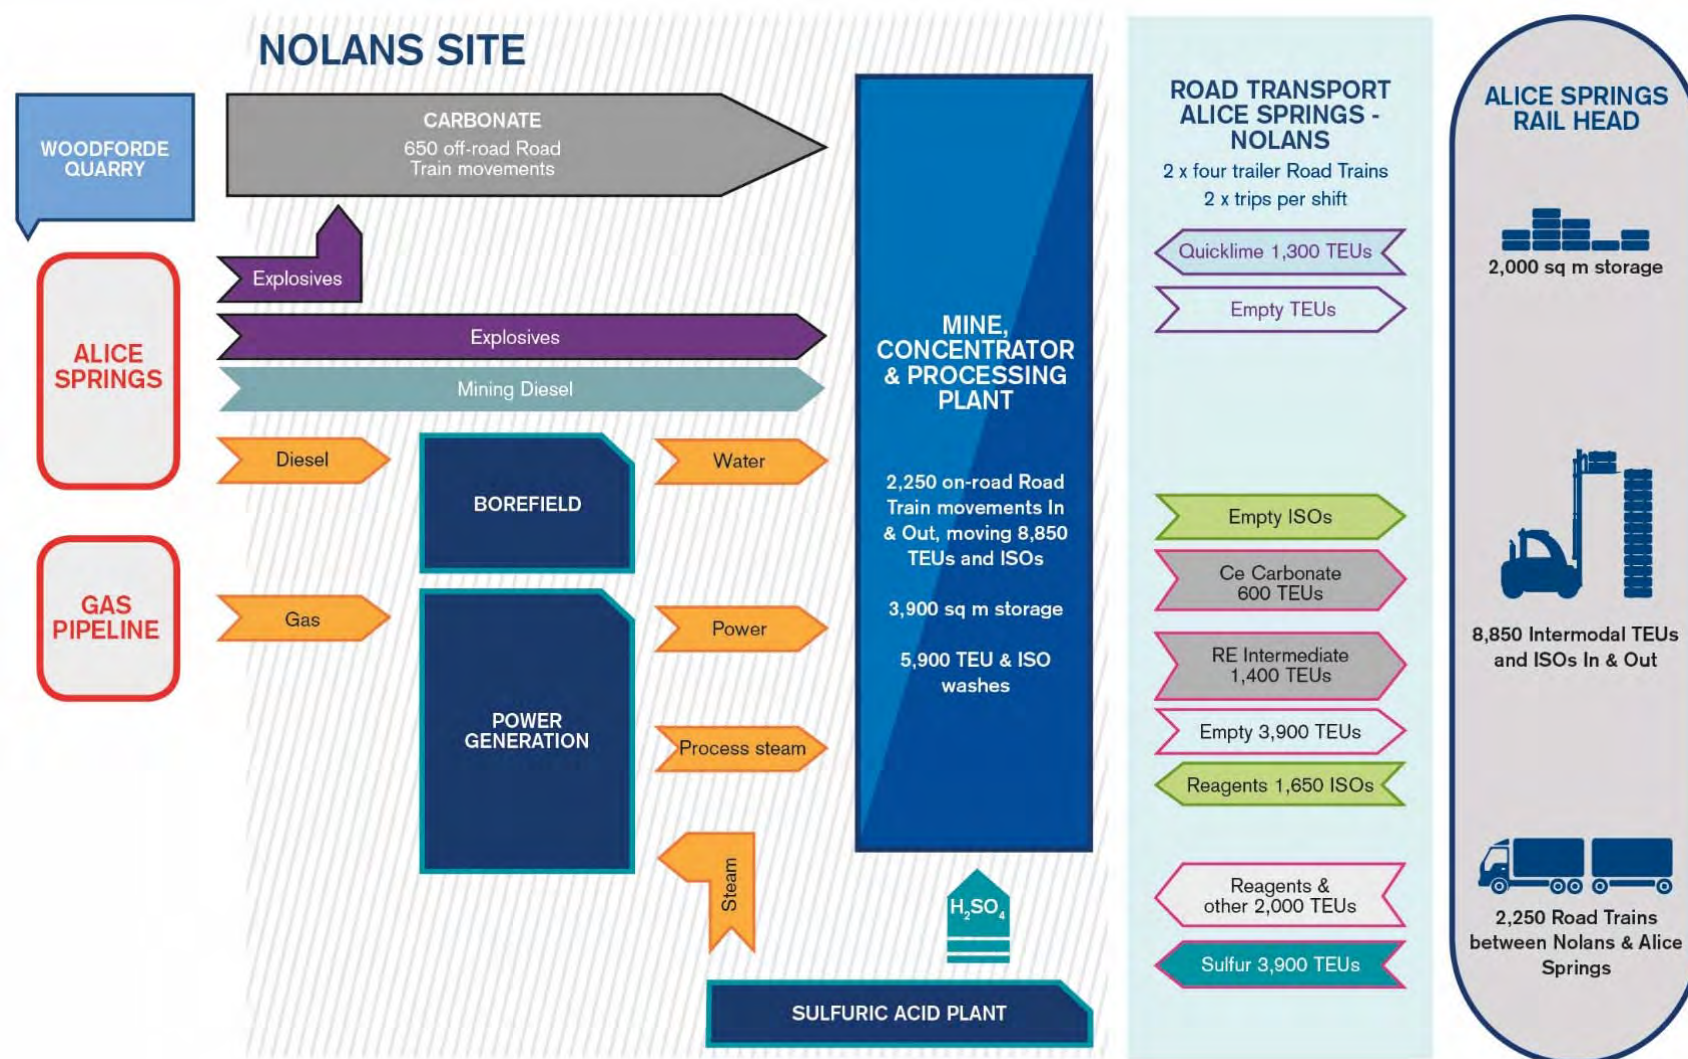 NOLANS SITE
WOODFORDE
QUARRY
CARBONATE
650 off-road Road
Train movements
Explosives
ALICE
SPRINGS
Explosives
Mining Diesel
Diesel
BOREFIELD
Water
GAS
PIPELINE
Gas
POWER
GENERATION
Power
Process steam
Steam
H₂SO₄
SULFURIC ACID PLANT
MINE,
CONCENTRATOR
& PROCESSING
PLANT
2,250 on-road Road
Train movements In
& Out, moving 8,850
TEUs and ISOs
3,900 sq m storage
5,900 TEU & ISO
washes
ROAD TRANSPORT
ALICE SPRINGS -
NOLANS
2 x four trailer Road Trains
2 x trips per shift
Quicklime 1,300 TEUs
Empty TEUs
Empty ISOs
Ce Carbonate
600 TEUs
RE Intermediate
1,400 TEUs
Empty 3,900 TEUs
Reagents 1,650 ISOs
Reagents &
other 2,000 TEUs
Sulfur 3,900 TEUs
ALICE SPRINGS
RAIL HEAD
2,000 sq m storage
8,850 Intermodal TEUs
and ISOs In & Out
2,250 Road Trains
between Nolans & Alice
Springs